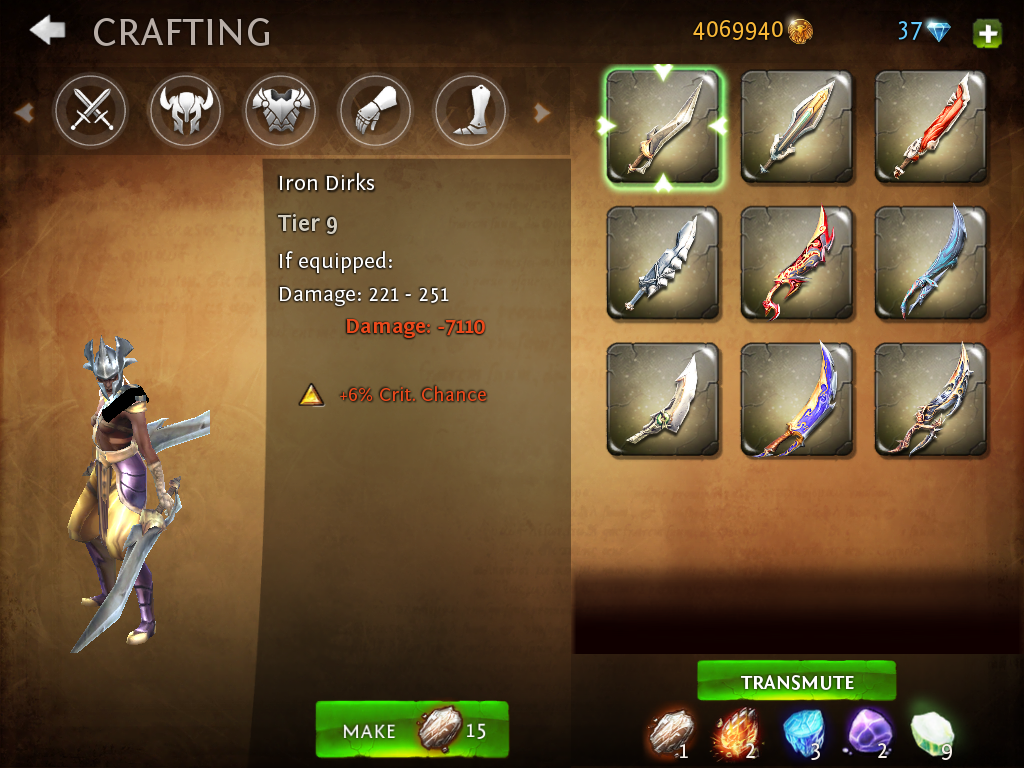 CRAFTING
4069940
37
Iron Dirks
Tier 9
If equipped:
Damage: 221 - 251
Damage: -7110
+6% Crit. Chance
MAKE 15
TRANSMUTE
1 2 3 2 9